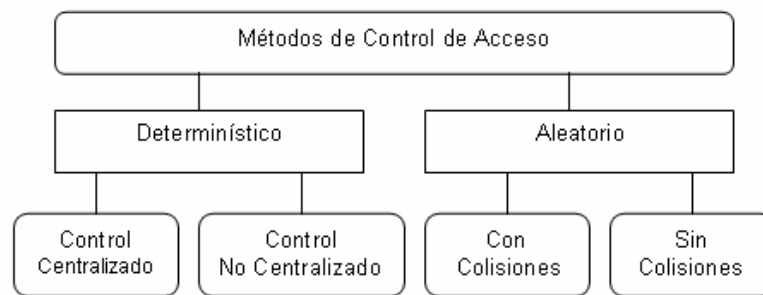 Métodos de Control de Acceso
Determinístico
Aleatorio
Control
Centralizado
Control
No Centralizado
Con
Colisiones
Sin
Colisiones